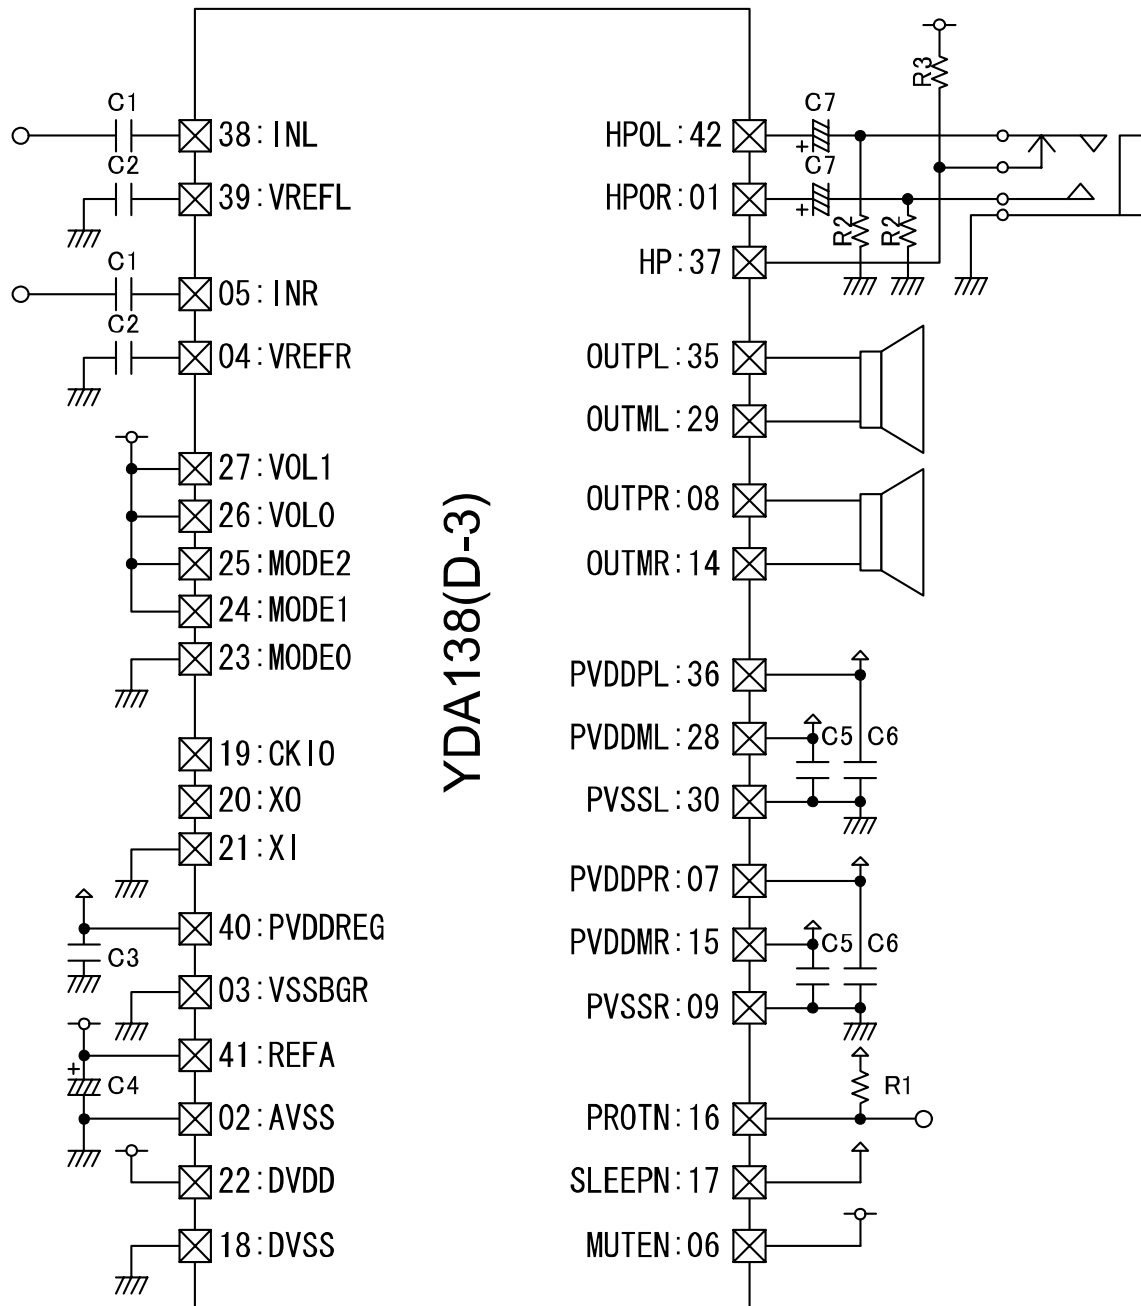 C1
38:INL
C2
39:VREFL
C1
05:INR
C2
04:VREFR
27:VOL1
26:VOL0
25:MODE2
24:MODE1
23:MODE0
19:CKIO
20:XO
21:XI
40:PVDDREG
C3
03:VSSBGR
41:REFA
+
C4
02:AVSS
22:DVDD
18:DVSS
YDA138(D-3)
R3
C7
HPOL:42
+
C7
HPOR:01
+
R2
R2
HP:37
OUTPL:35
OUTML:29
OUTPR:08
OUTMR:14
PVDDPL:36
PVDDML:28
C5
C6
PVSSL:30
PVDDPR:07
PVDDMR:15
C5
C6
PVSSR:09
R1
PROTN:16
SLEEPN:17
MUTEN:06